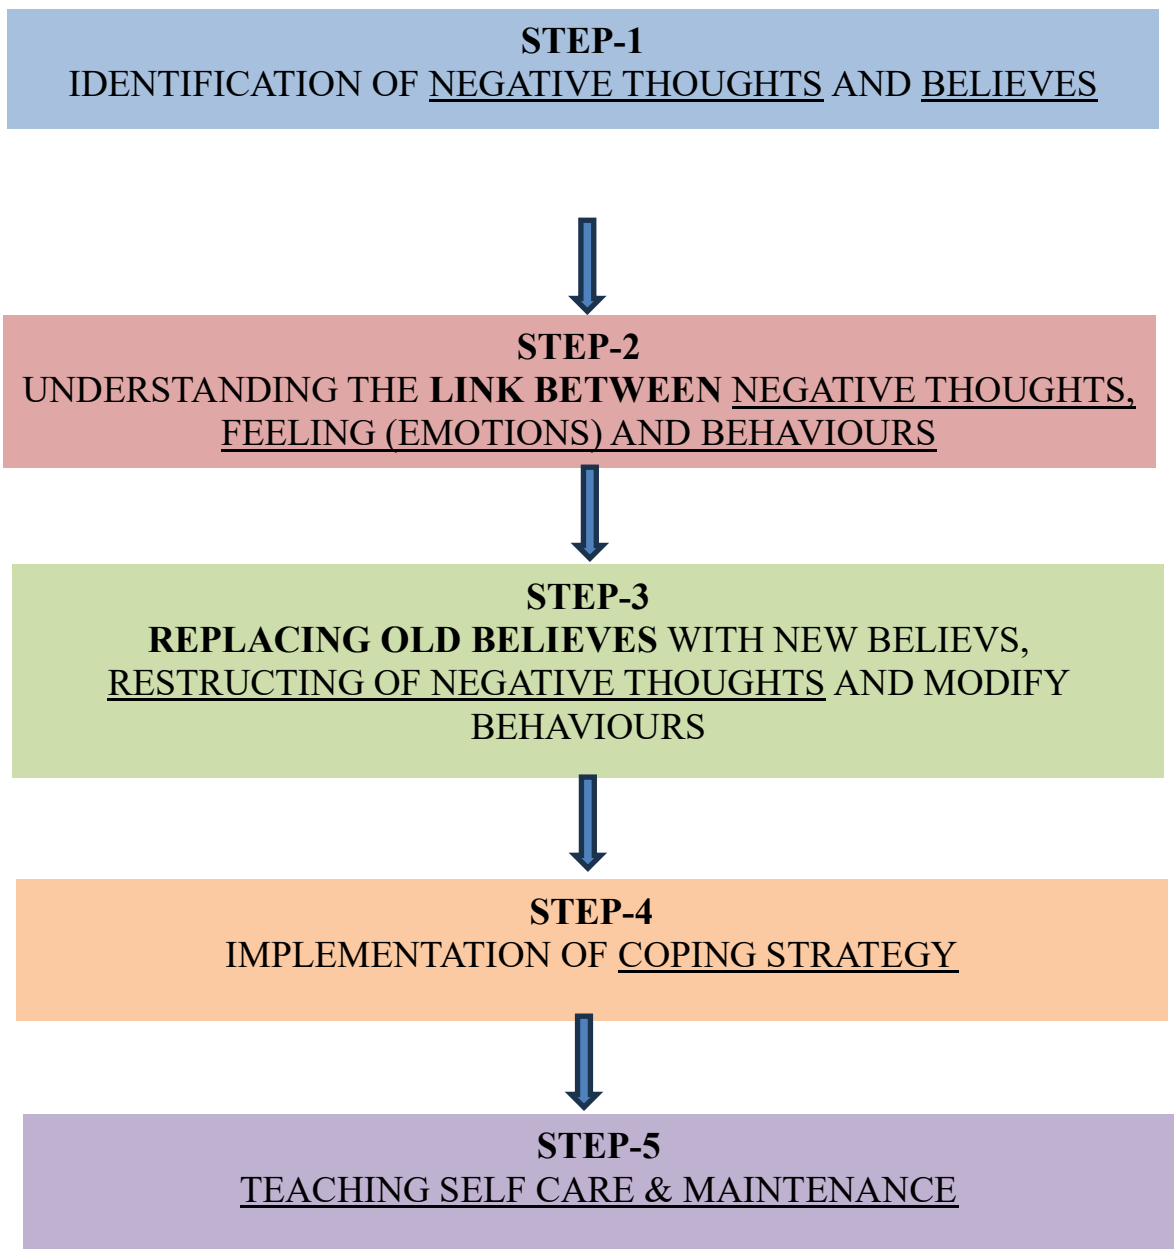 STEP-1
IDENTIFICATION OF NEGATIVE THOUGHTS AND BELIEVES
STEP-2
UNDERSTANDING THE LINK BETWEEN NEGATIVE THOUGHTS,
FEELING (EMOTIONS) AND BEHAVIOURS
STEP-3
REPLACING OLD BELIEVES WITH NEW BELIEVS,
RESTRUCTING OF NEGATIVE THOUGHTS AND MODIFY
BEHAVIOURS
STEP-4
IMPLEMENTATION OF COPING STRATEGY
STEP-5
TEACHING SELF CARE & MAINTENANCE